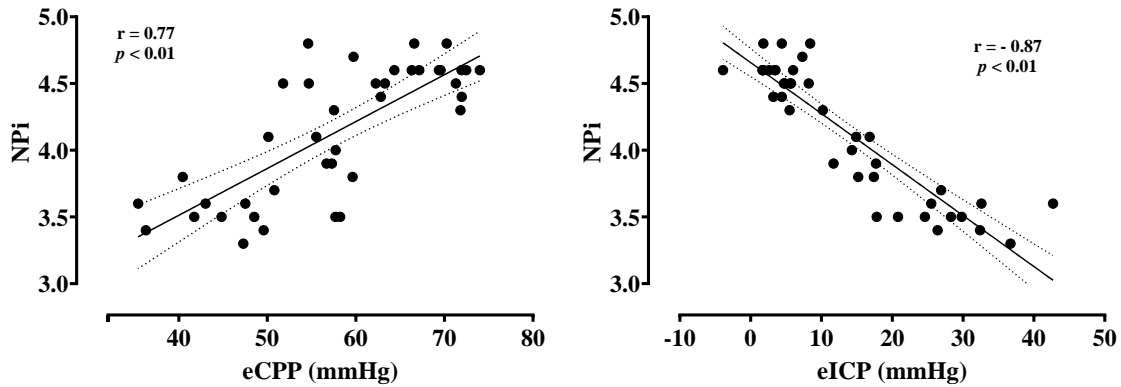 5.0
r = 0.77
p < 0.01
4.5
NPi
4.0
3.5
3.0
40 50 60 70 80
eCPP (mmHg)
5.0
r = - 0.87
p < 0.01
4.5
NPi
4.0
3.5
3.0
-10 0 10 20 30 40 50
eICP (mmHg)